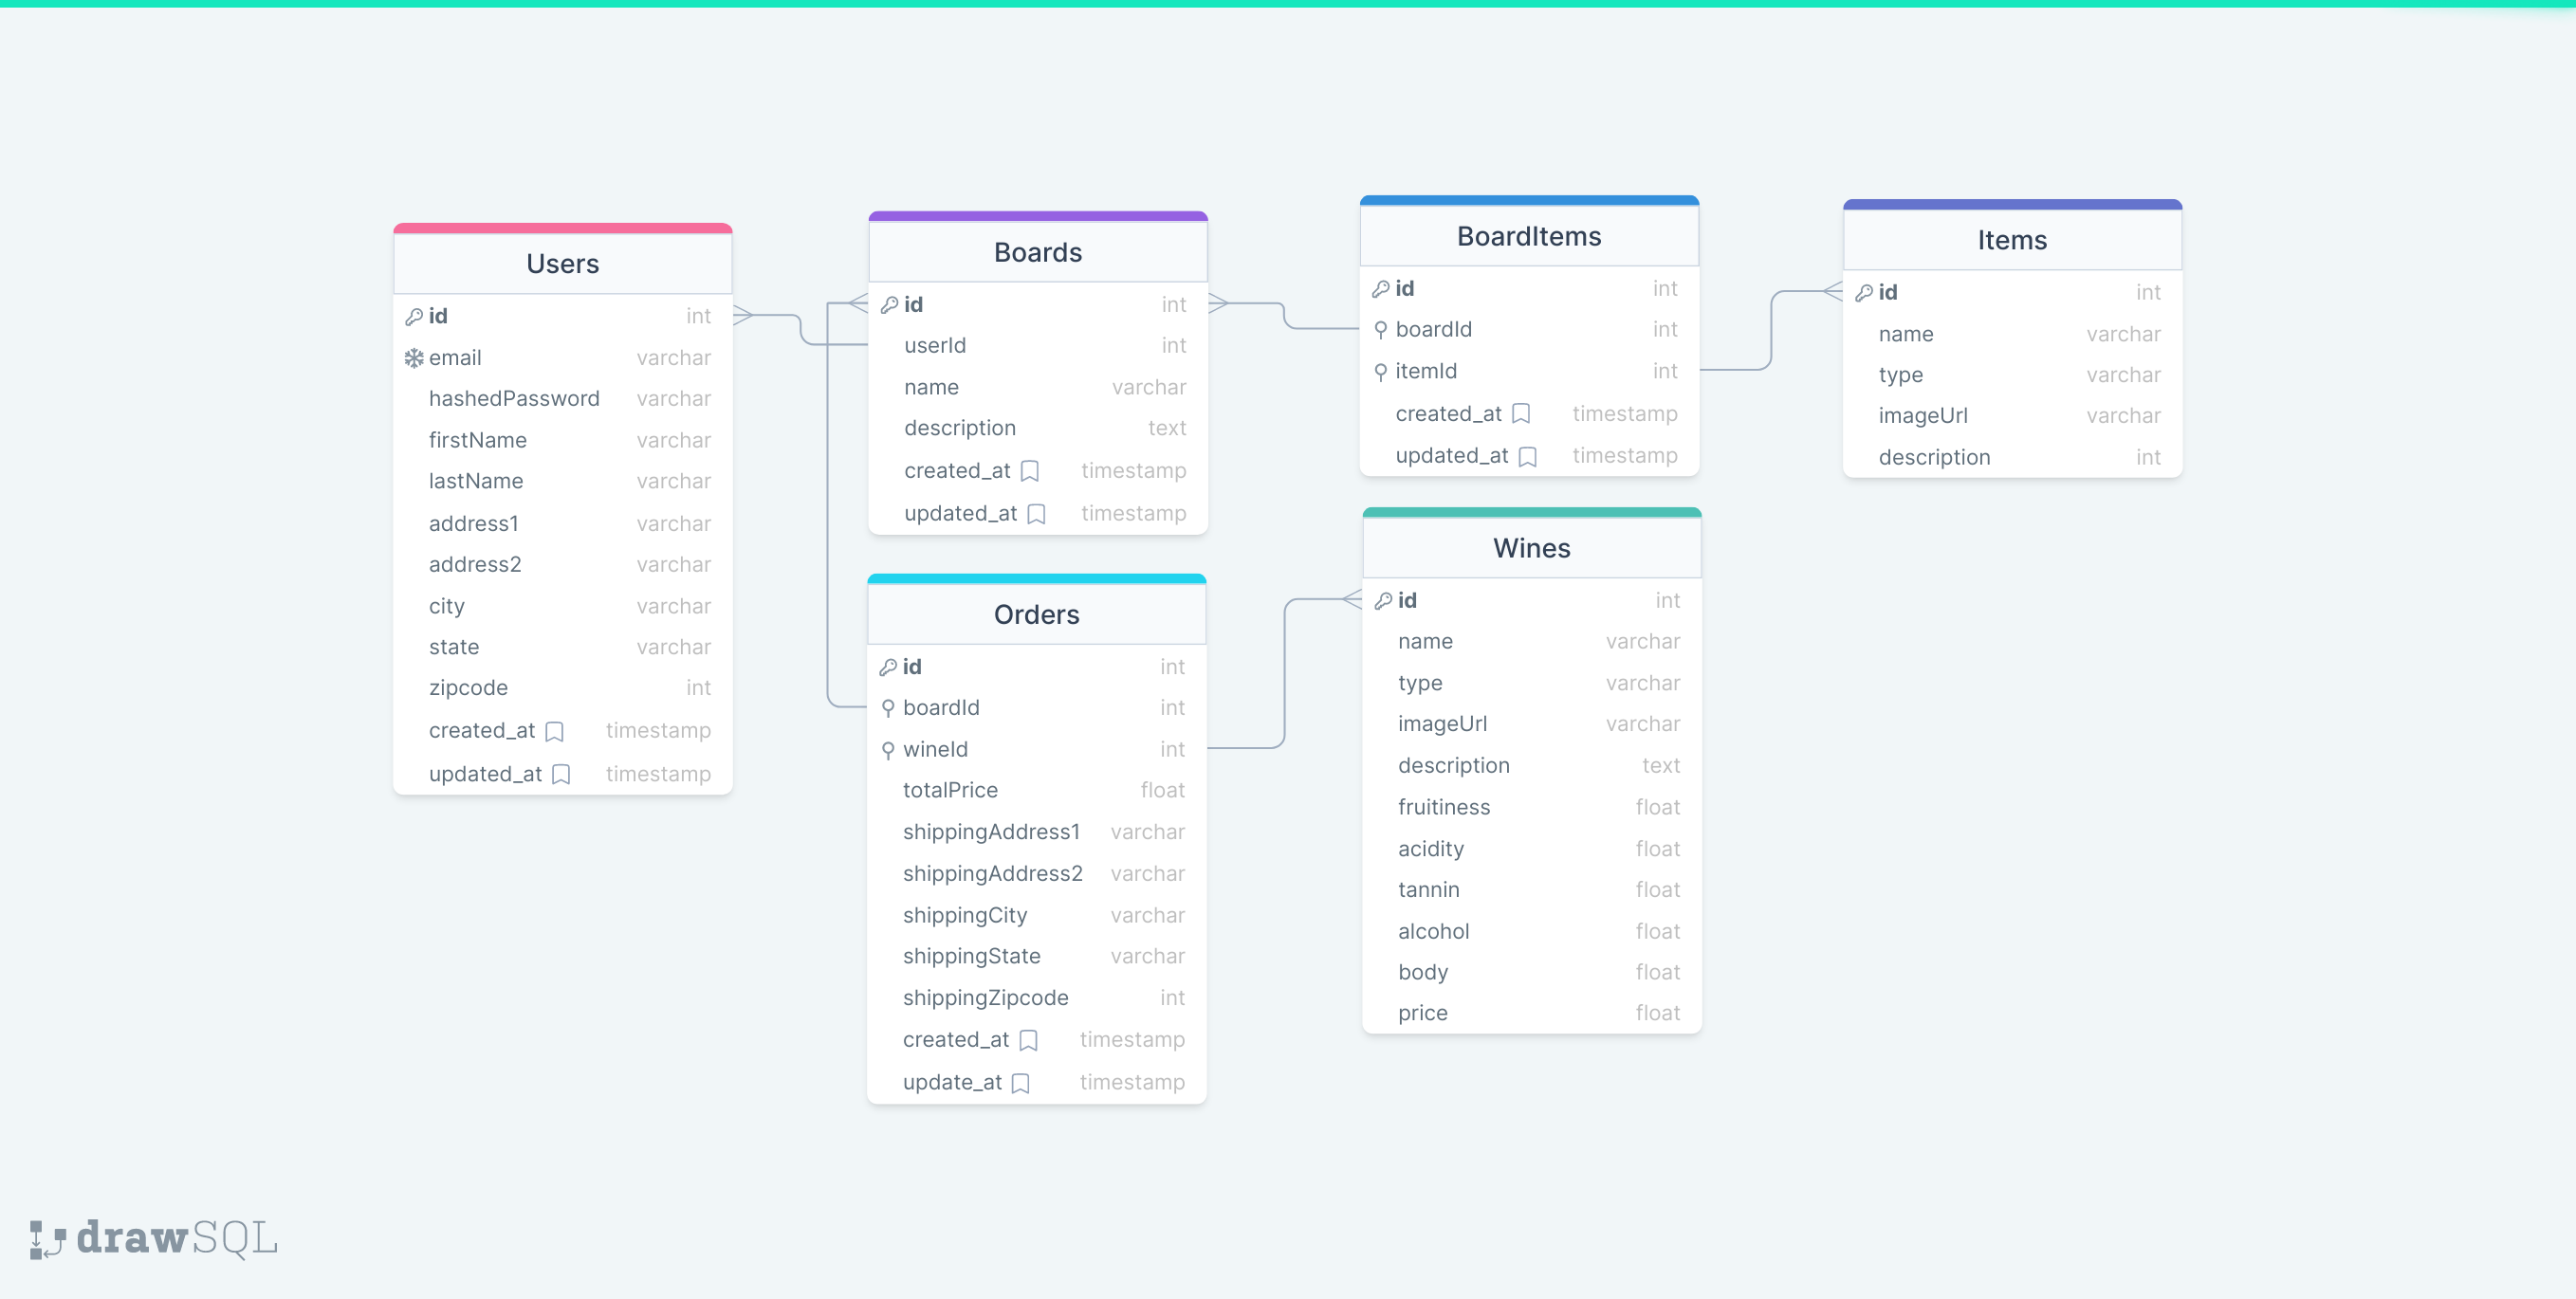 Users
id int
email varchar
hashedPassword varchar
firstName varchar
lastName varchar
address1 varchar
address2 varchar
city varchar
state varchar
zipcode int
created_at timestamp
updated_at timestamp
Boards
id int
userId int
name varchar
description text
created_at timestamp
updated_at timestamp
Orders
id int
boardId int
wineId int
totalPrice float
shippingAddress1 varchar
shippingAddress2 varchar
shippingCity varchar
shippingState varchar
shippingZipcode int
created_at timestamp
update_at timestamp
BoardItems
id int
boardId int
itemId int
created_at timestamp
updated_at timestamp
Wines
id int
name varchar
type varchar
imageUrl varchar
description text
fruitiness float
acidity float
tannin float
alcohol float
body float
price float
Items
id int
name varchar
type varchar
imageUrl varchar
description int
drawSQL